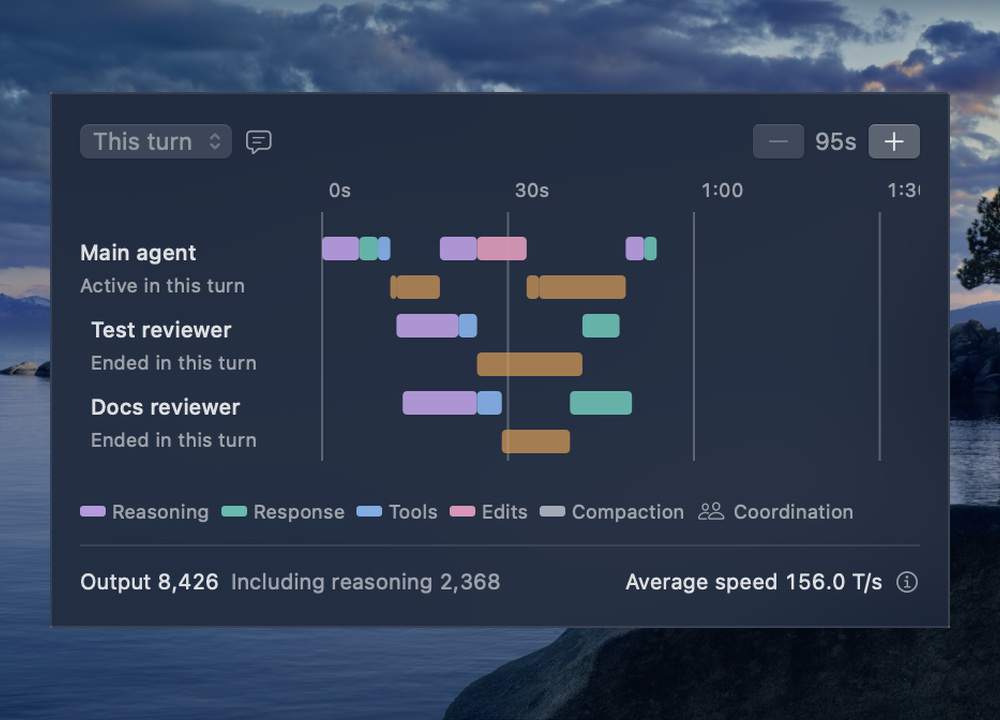 This turn
95s
0s 30s 1:00
Main agent
Active in this turn
Test reviewer
Ended in this turn
Docs reviewer
Ended in this turn
Reasoning Response Tools Edits Compaction Coordination
Output 8,426 Including reasoning 2,368 Average speed 156.0 T/s